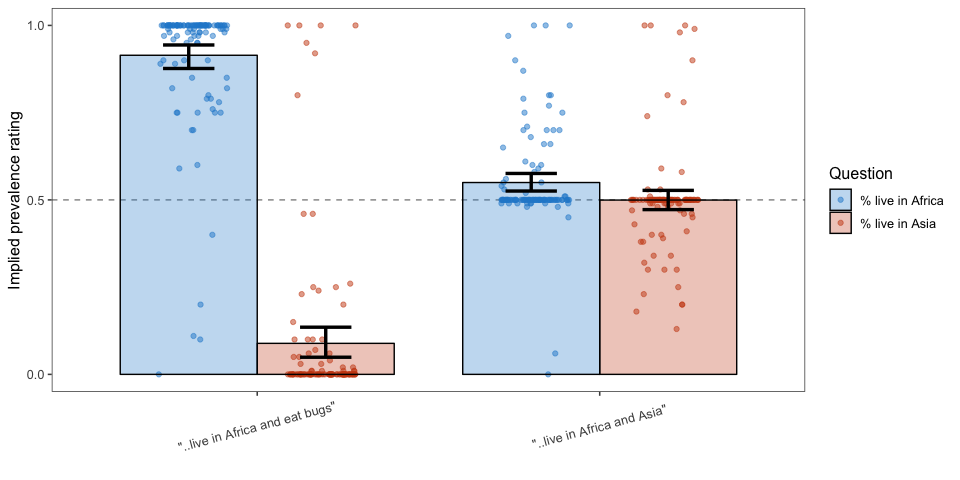 1.0
0.5
0.0
Implied prevalence rating
"..live in Africa and eat bugs"
"..live in Africa and Asia"
Question
% live in Africa
% live in Asia